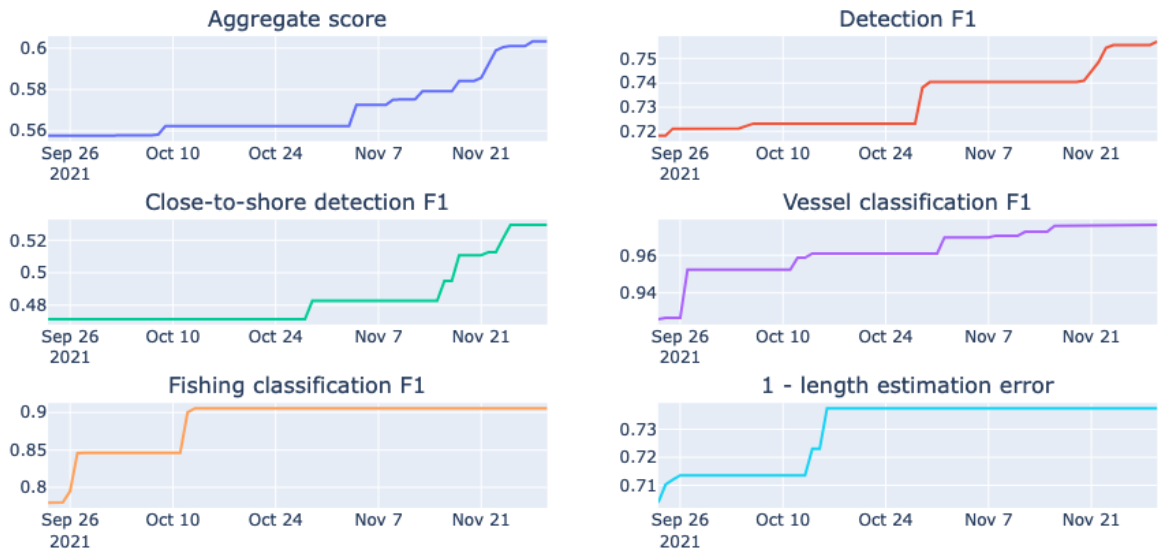 Aggregate score
0.6
0.58
0.56
Sep 26 Oct 10 Oct 24 Nov 7 Nov 21
2021
Detection F1
0.75
0.74
0.73
0.72
Sep 26 Oct 10 Oct 24 Nov 7 Nov 21
2021
Close-to-shore detection F1
0.52
0.5
0.48
Sep 26 Oct 10 Oct 24 Nov 7 Nov 21
2021
Vessel classification F1
0.96
0.94
Sep 26 Oct 10 Oct 24 Nov 7 Nov 21
2021
Fishing classification F1
0.9
0.85
0.8
Sep 26 Oct 10 Oct 24 Nov 7 Nov 21
2021
1 - length estimation error
0.73
0.72
0.71
Sep 26 Oct 10 Oct 24 Nov 7 Nov 21
2021